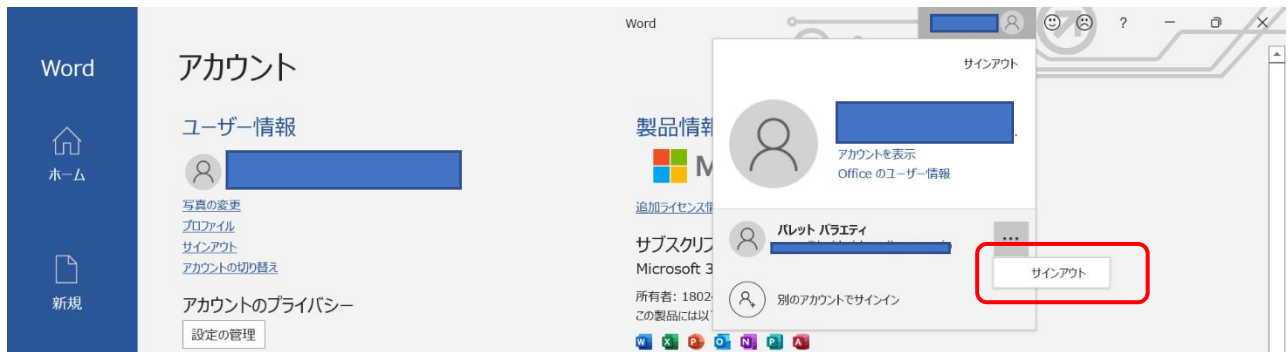 Word
?
Word
アカウント
サインアウト
ユーザー情報
製品情報
アカウントを表示
Office のユーザー情報
ホーム
写真の変更
プロファイル
サインアウト
アカウントの切り替え
追加ライセンス情
パレット バラエティ
サブスクリプ
Microsoft 3
サインアウト
新規
アカウントのプライバシー
所有者: 1802
別のアカウントでサインイン
この製品には以
設定の管理